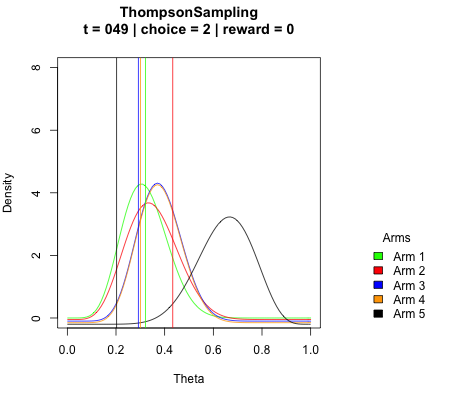 ThompsonSampling
t = 049 | choice = 2 | reward = 0
8
6
4
2
0
Density
0.0 0.2 0.4 0.6 0.8 1.0
Theta
Arms
Arm 1
Arm 2
Arm 3
Arm 4
Arm 5